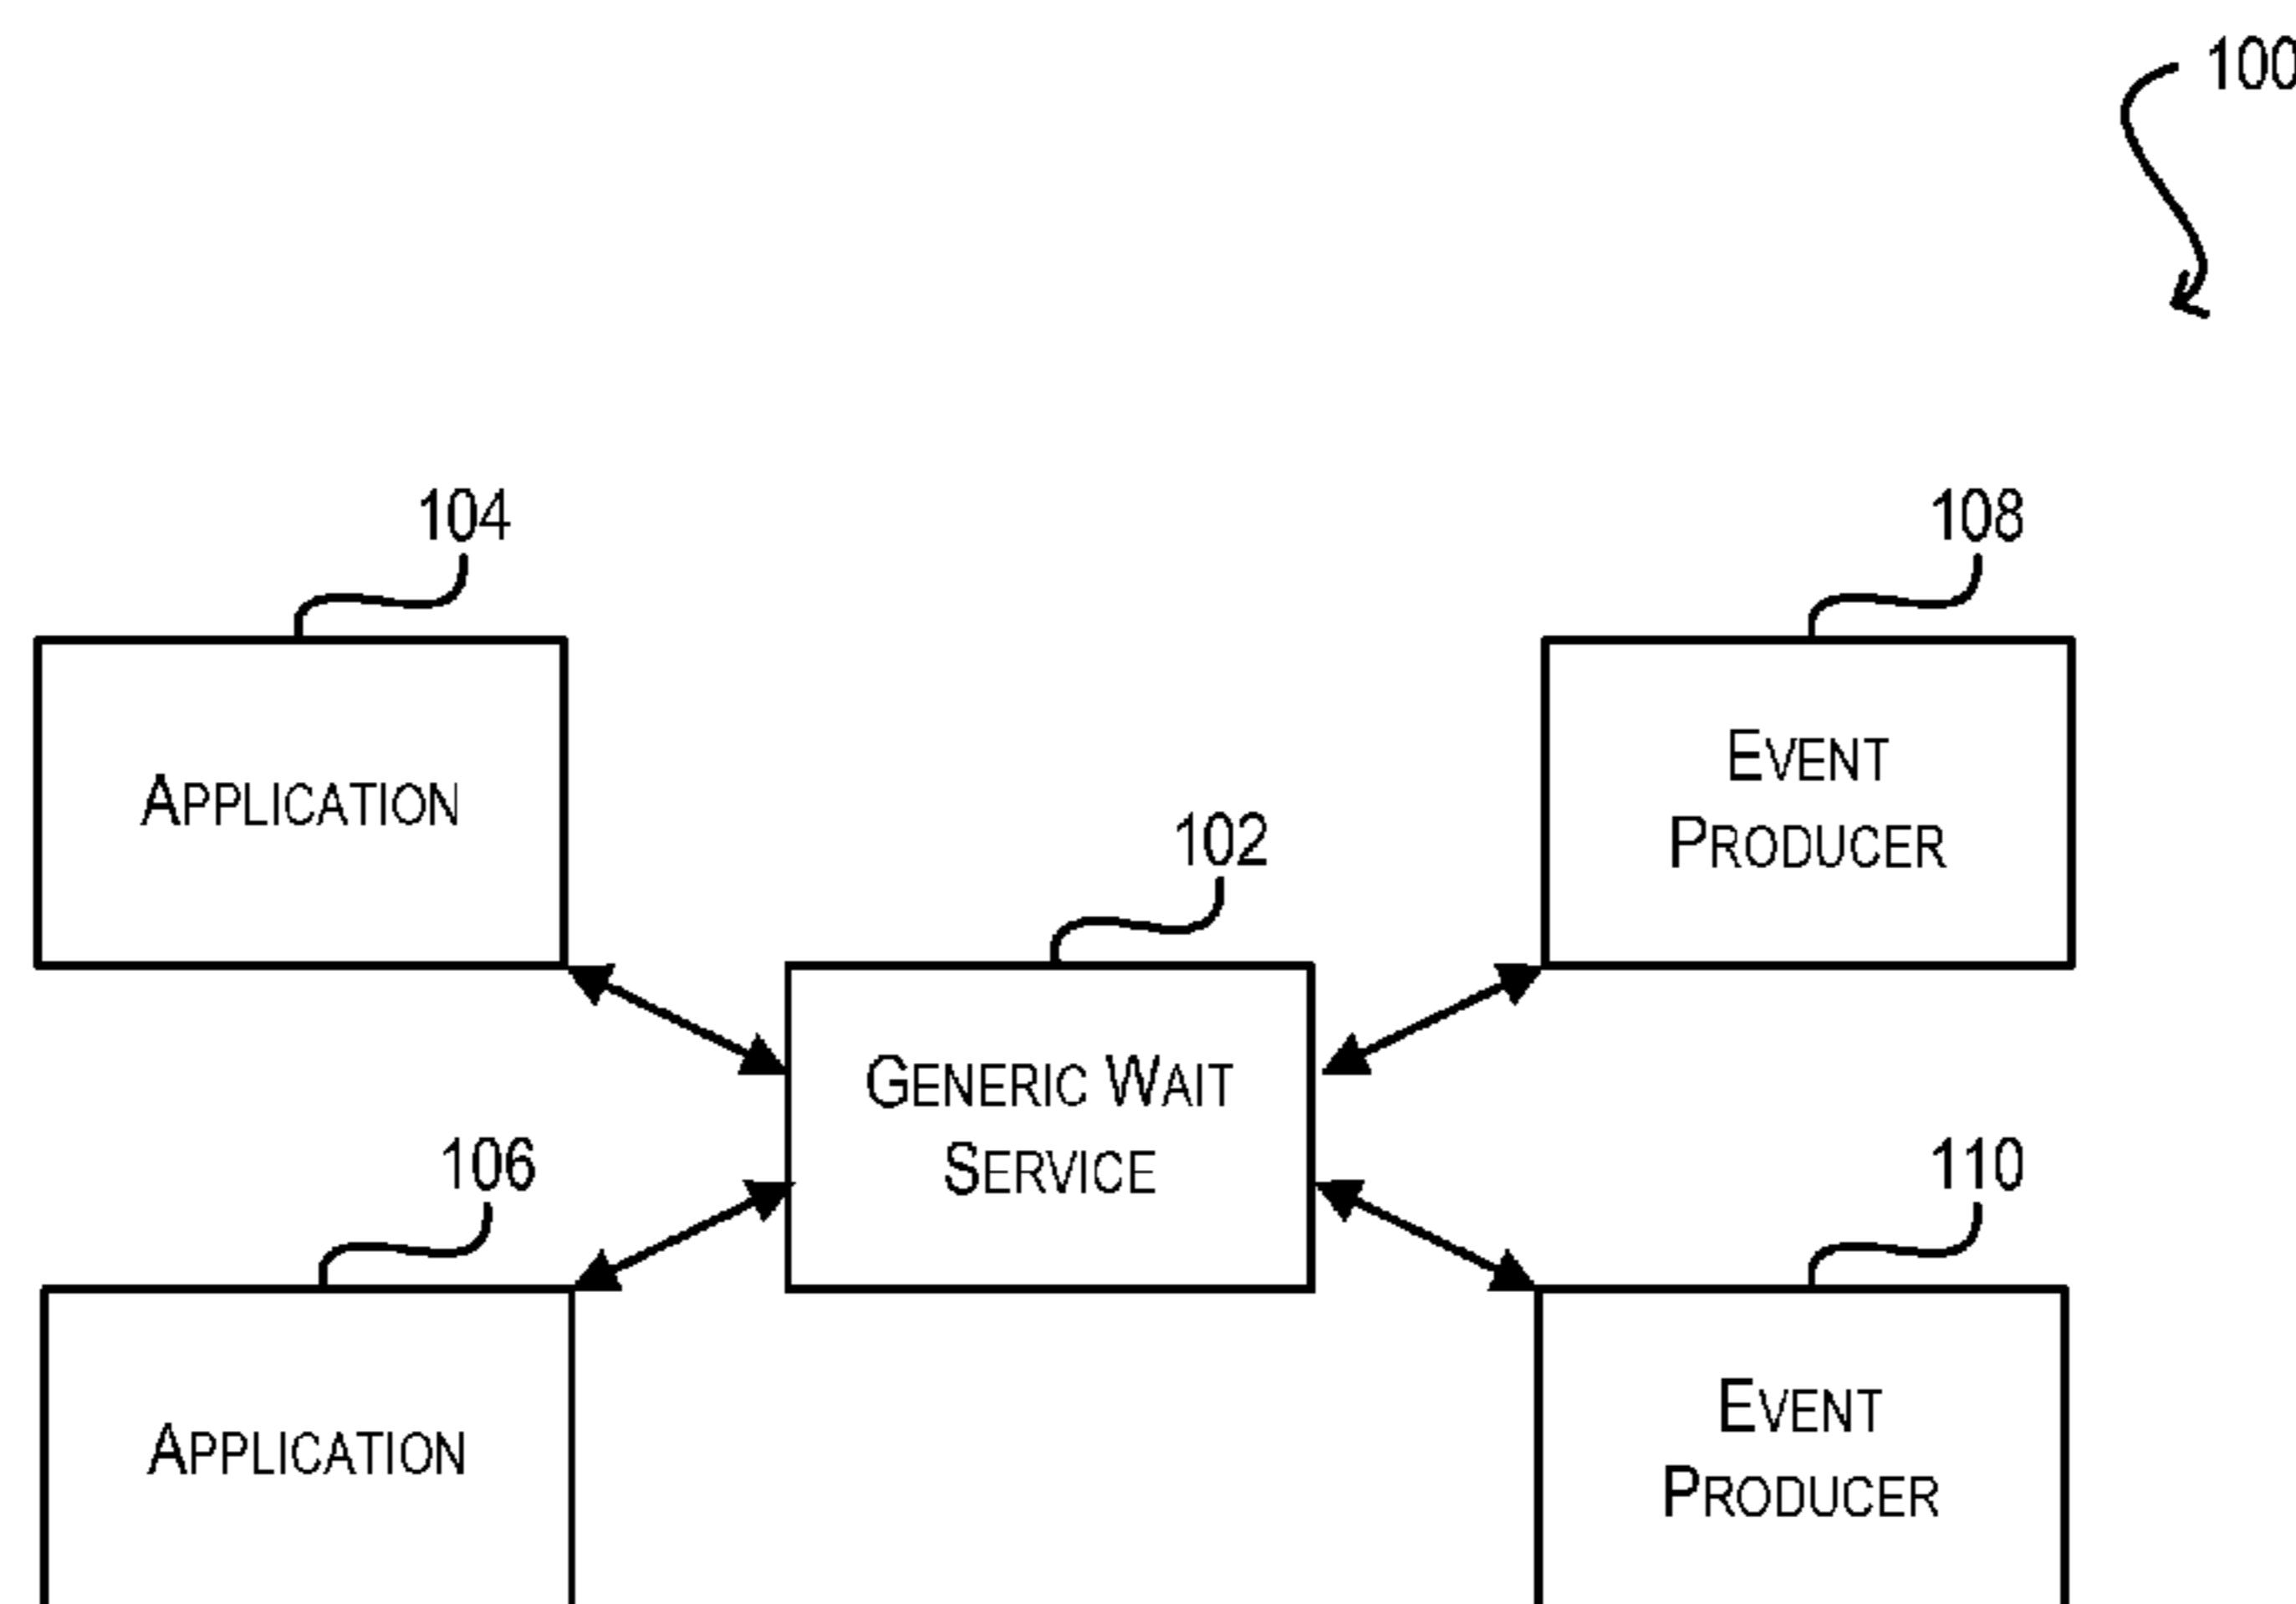 100
104
108
APPLICATION
EVENT
PRODUCER
102
GENERIC WAIT
SERVICE
106
110
APPLICATION
EVENT
PRODUCER